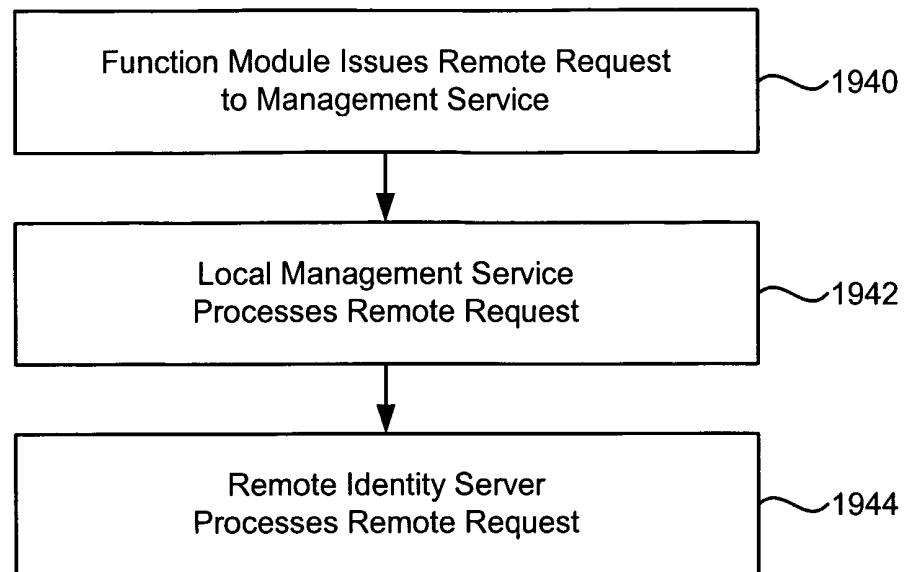 Function Module Issues Remote Request
to Management Service
1940
Local Management Service
Processes Remote Request
1942
Remote Identity Server
Processes Remote Request
1944